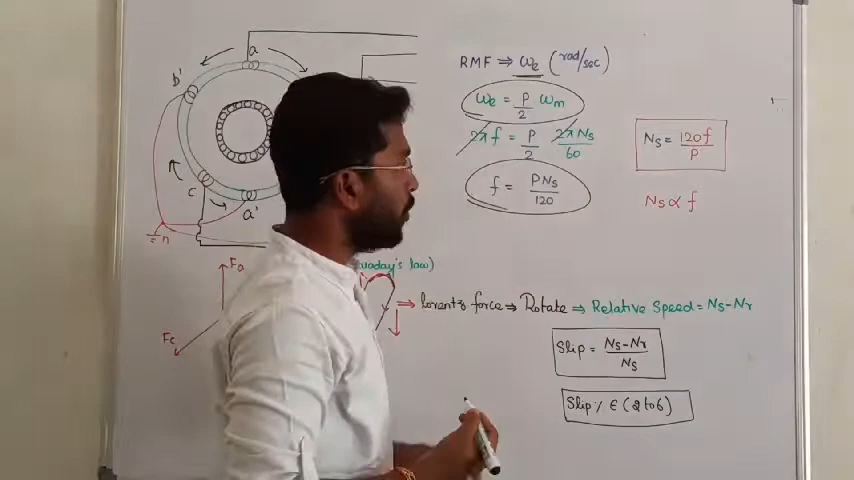 a
b'
c
a'
n
RMF ⇒ ωe (rad/sec)
ωe = P/2 ωm
2πf = P/2 2πNs/60
f = PNs/120
Ns = 120f/P
Ns ∝ f
Fa
Fc
law)
⇒ lorentz force ⇒ Rotate ⇒ Relative Speed = Ns-Nr
Slip = Ns-Nr/Ns
Slip% ∈ (2 to 6)